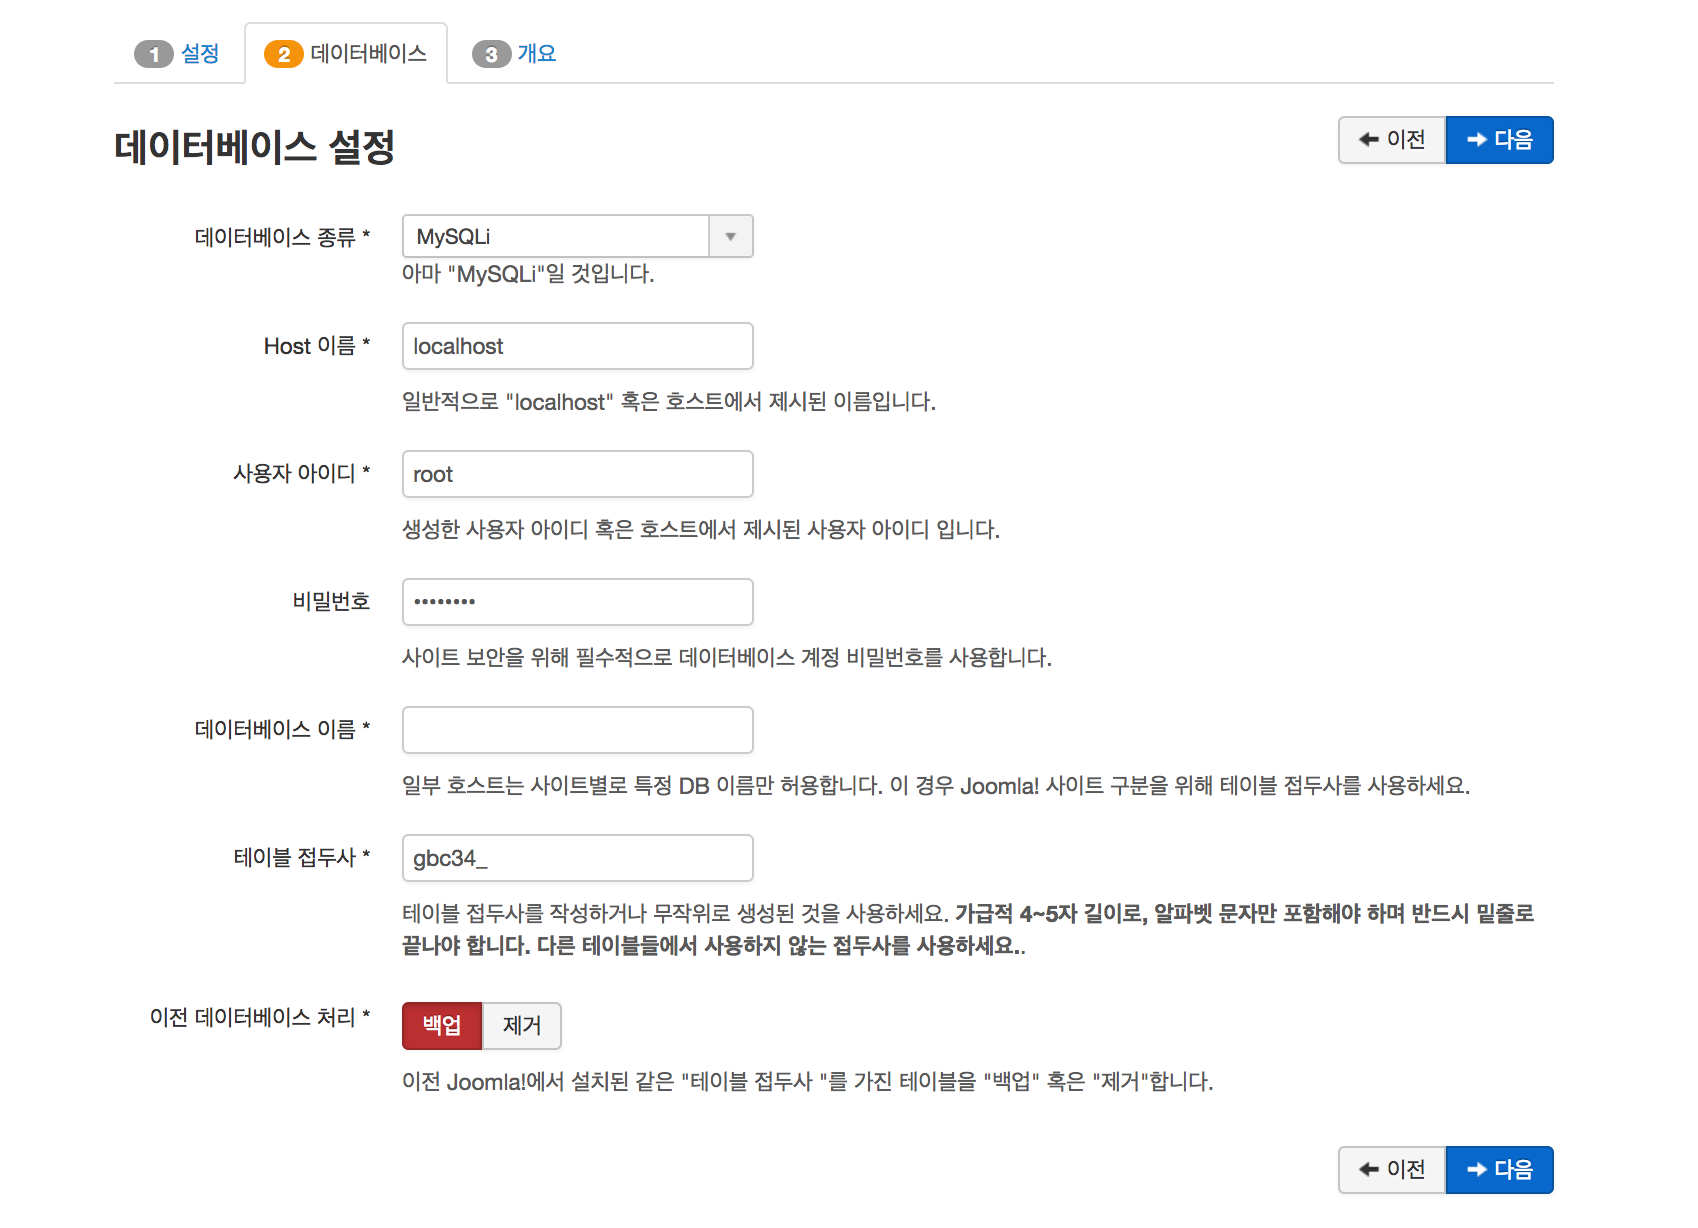 1 설정 2 데이터베이스 3 개요
데이터베이스 설정
이전 다음
데이터베이스 종류 * MySQLi
아마 "MySQLi"일 것입니다.
Host 이름 * localhost
일반적으로 "localhost" 혹은 호스트에서 제시된 이름입니다.
사용자 아이디 * root
생성한 사용자 아이디 혹은 호스트에서 제시된 사용자 아이디 입니다.
비밀번호 ••••••••
사이트 보안을 위해 필수적으로 데이터베이스 계정 비밀번호를 사용합니다.
데이터베이스 이름 *
일부 호스트는 사이트별로 특정 DB 이름만 허용합니다. 이 경우 Joomla! 사이트 구분을 위해 테이블 접두사를 사용하세요.
테이블 접두사 * gbc34_
테이블 접두사를 작성하거나 무작위로 생성된 것을 사용하세요. 가급적 4~5자 길이로, 알파벳 문자만 포함해야 하며 반드시 밑줄로
끝나야 합니다. 다른 테이블들에서 사용하지 않는 접두사를 사용하세요..
이전 데이터베이스 처리 * 백업 제거
이전 Joomla!에서 설치된 같은 "테이블 접두사 "를 가진 테이블을 "백업" 혹은 "제거"합니다.
이전 다음